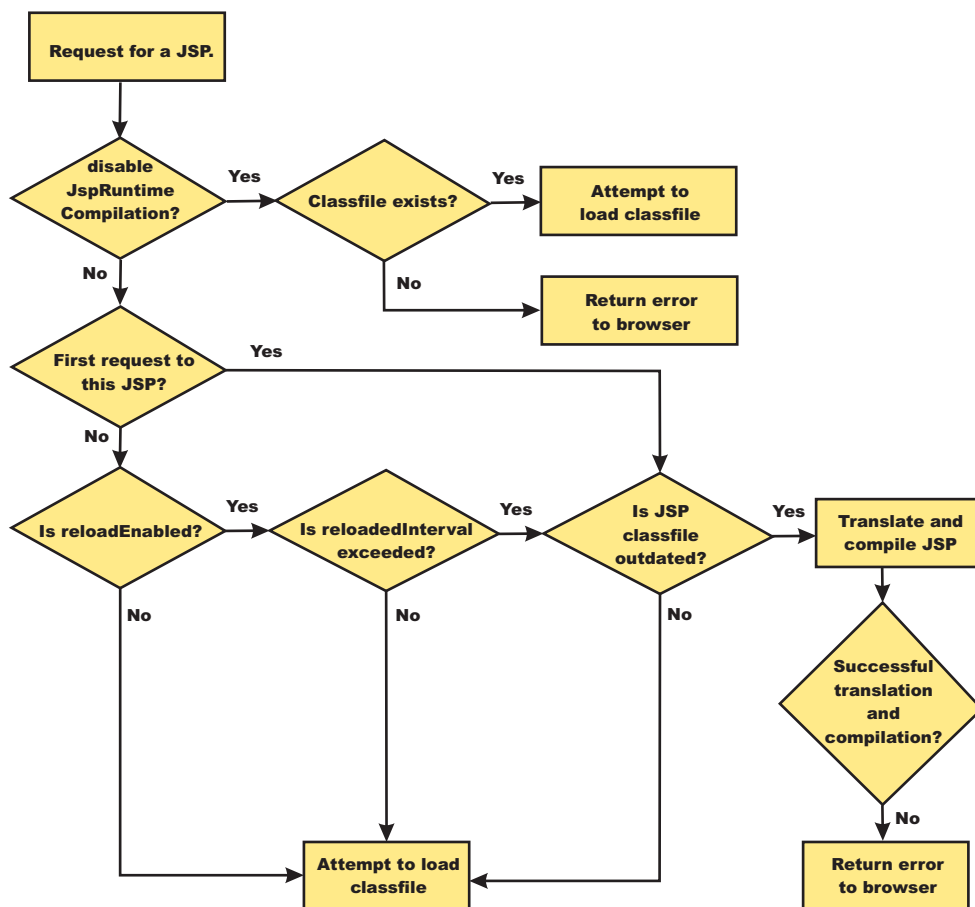 Request for a JSP.
disable
JspRuntime
Compilation?
Yes
Classfile exists?
Yes
Attempt to
load classfile
No
No
Return error
to browser
First request to
this JSP?
Yes
No
Is reloadEnabled?
Yes
Is reloadedInterval
exceeded?
Yes
Is JSP
classfile
outdated?
Yes
Translate and
compile JSP
No
No
No
Successful
translation
and
compilation?
No
Attempt to load
classfile
Return error
to browser